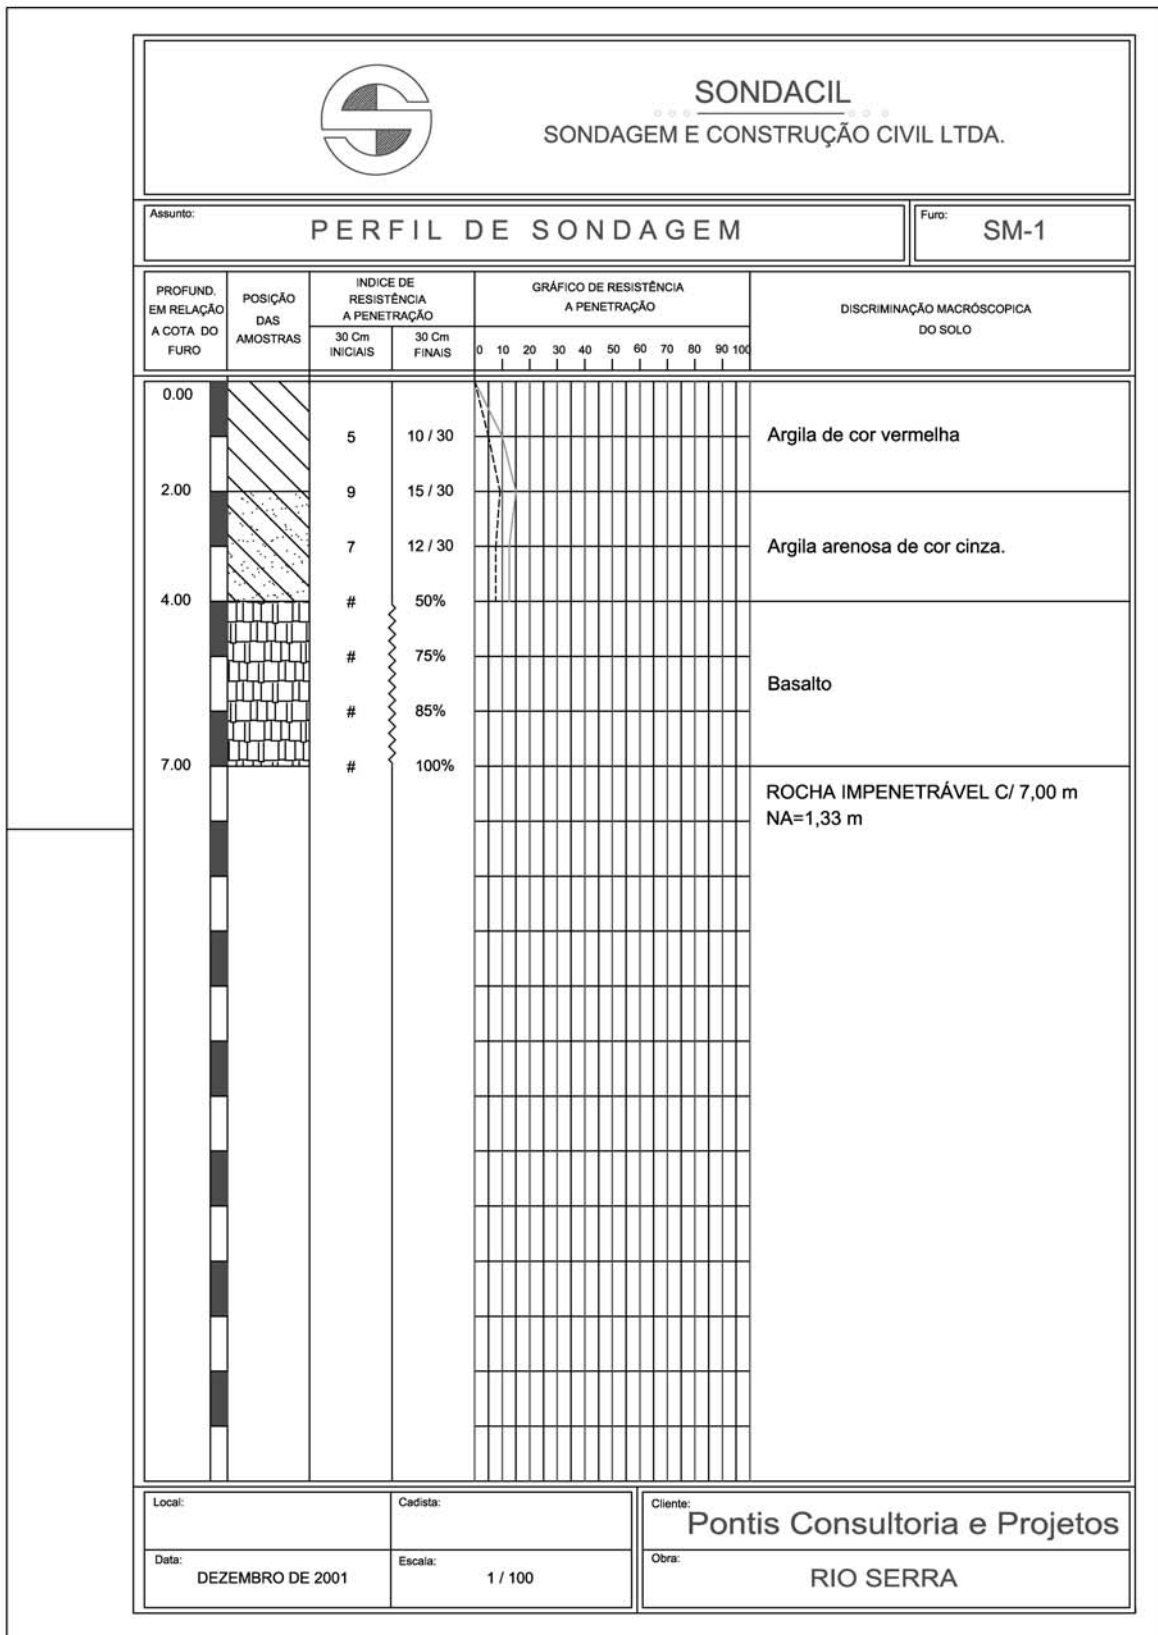 SONDACIL
SONDAGEM E CONSTRUÇÃO CIVIL LTDA.
Assunto:
PERFIL DE SONDAGEM
Furo:
SM-1
PROFUND.
EM RELAÇÃO
A COTA DO
FURO
POSIÇÃO
DAS
AMOSTRAS
INDICE DE
RESISTÊNCIA
A PENETRAÇÃO
30 Cm
INICIAIS
30 Cm
FINAIS
GRÁFICO DE RESISTÊNCIA
A PENETRAÇÃO
0 10 20 30 40 50 60 70 80 90 100
DISCRIMINAÇÃO MACRÓSCOPICA
DO SOLO
0.00
5 10 / 30 Argila de cor vermelha
2.00 9 15 / 30
7 12 / 30 Argila arenosa de cor cinza.
4.00 # 50%
# 75%
Basalto
# 85%
7.00 # 100%
ROCHA IMPENETRÁVEL C/ 7,00 m
NA=1,33 m
Local:
Cadista:
Cliente:
Pontis Consultoria e Projetos
Data:
DEZEMBRO DE 2001
Escala:
1 / 100
Obra:
RIO SERRA